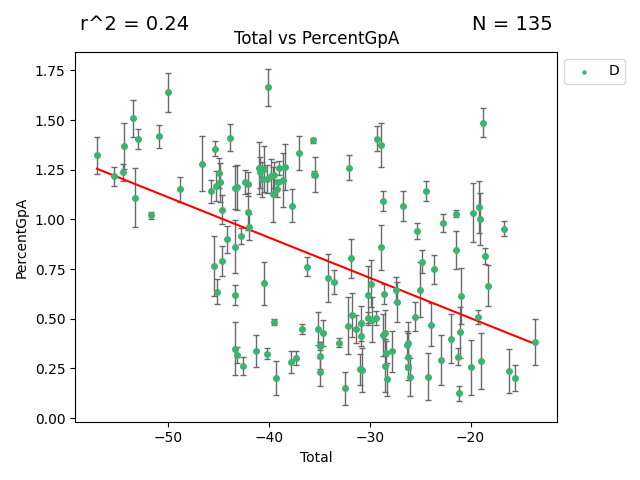 r^2 = 0.24
N = 135
Total vs PercentGpA
D
1.75
1.50
1.25
1.00
0.75
0.50
0.25
0.00
PercentGpA
−50
−40
−30
−20
Total